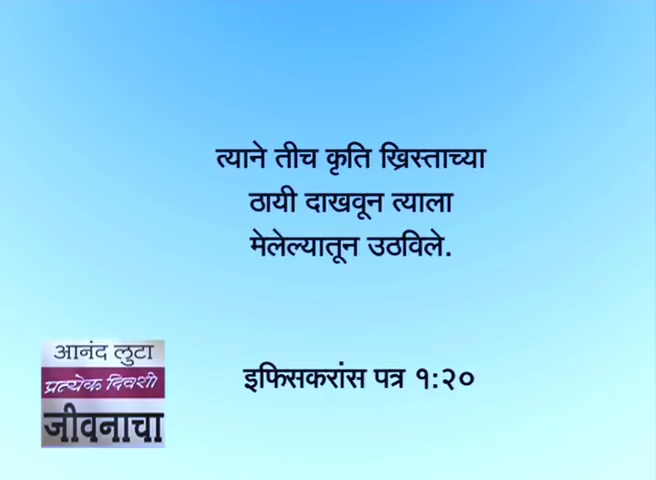 त्याने तीच कृति ख्रिस्ताच्या
ठायी दाखवून त्याला
मेलेल्यातून उठविले.
इफिसकरांस पत्र १:२०
आनंद लुटा
प्रत्येक दिवशी
जीवनाचा